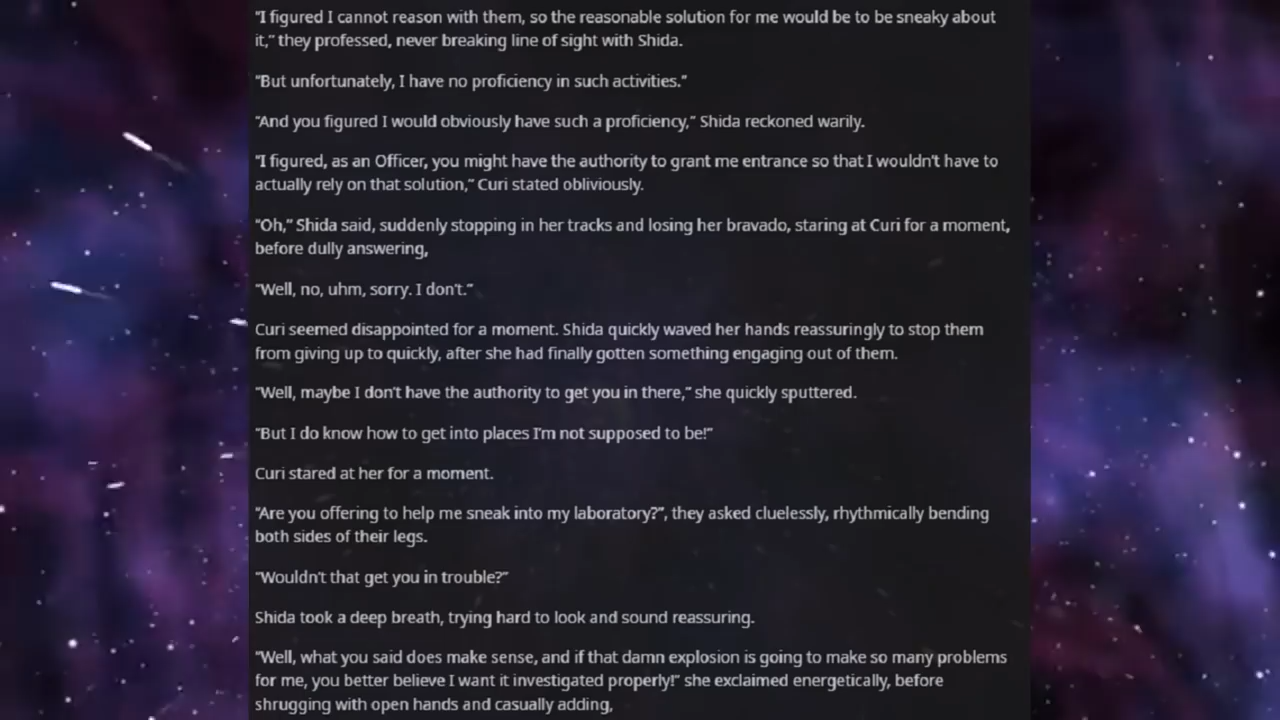 “I figured I cannot reason with them, so the reasonable solution for me would be to be sneaky about
it,” they professed, never breaking line of sight with Shida.
“But unfortunately, I have no proficiency in such activities.”
“And you figured I would obviously have such a proficiency,” Shida reckoned warily.
“I figured, as an Officer, you might have the authority to grant me entrance so that I wouldn’t have to
actually rely on that solution,” Curi stated obliviously.
“Oh,” Shida said, suddenly stopping in her tracks and losing her bravado, staring at Curi for a moment,
before dully answering,
“Well, no, uhm, sorry. I don’t.”
Curi seemed disappointed for a moment. Shida quickly waved her hands reassuringly to stop them
from giving up to quickly, after she had finally gotten something engaging out of them.
“Well, maybe I don’t have the authority to get you in there,” she quickly sputtered.
“But I do know how to get into places I’m not supposed to be!”
Curi stared at her for a moment.
“Are you offering to help me sneak into my laboratory?”, they asked cluelessly, rhythmically bending
both sides of their legs.
“Wouldn’t that get you in trouble?”
Shida took a deep breath, trying hard to look and sound reassuring.
“Well, what you said does make sense, and if that damn explosion is going to make so many problems
for me, you better believe I want it investigated properly!” she exclaimed energetically, before
shrugging with open hands and casually adding,